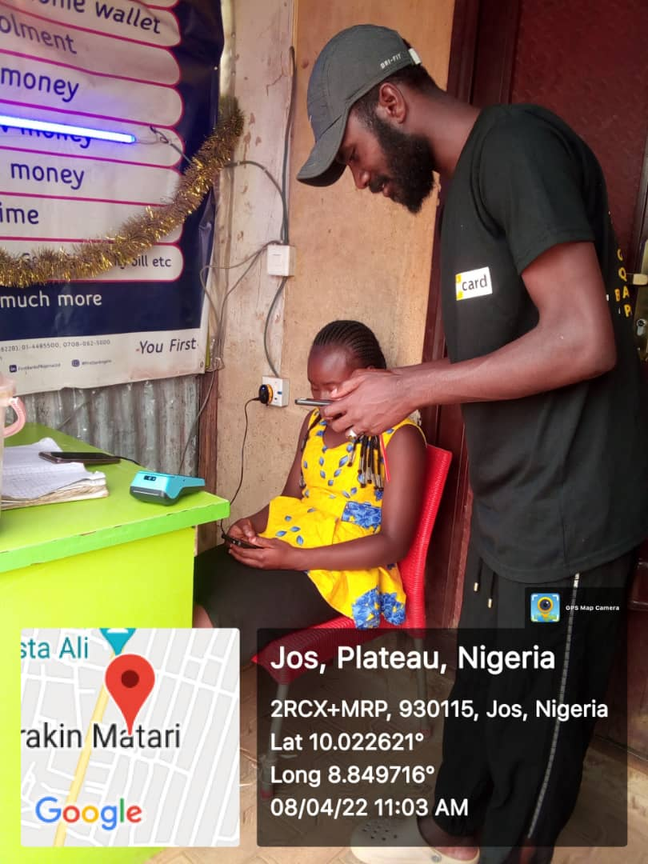 ome wallet
olment
money
money
money
ime
bill etc
much more
You First
DRI-FIT
card
GPS Map Camera
sta Ali
rakin Matari
Google
Jos, Plateau, Nigeria
2RCX+MRP, 930115, Jos, Nigeria
Lat 10.022621°
Long 8.849716°
08/04/22 11:03 AM